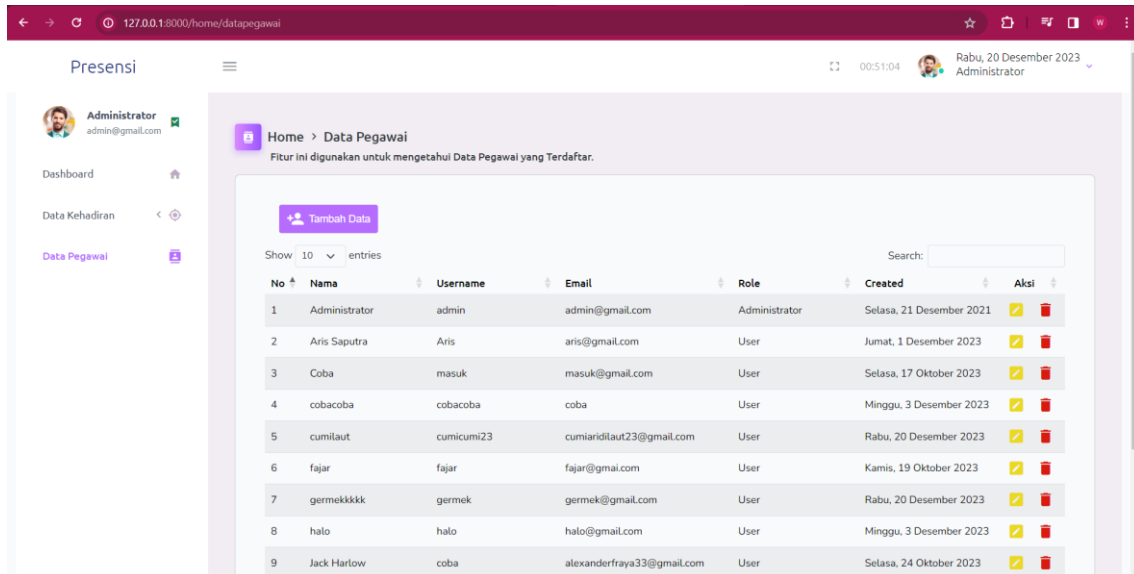 127.0.0.1:8000/home/datapegawai
W
Presensi
00:51:04
Rabu, 20 Desember 2023
Administrator
Administrator
admin@gmail.com
Dashboard
Data Kehadiran
Data Pegawai
Home > Data Pegawai
Fitur ini digunakan untuk mengetahui Data Pegawai yang Terdaftar.
Tambah Data
Show 10 entries Search:
No Nama Username Email Role Created Aksi
1 Administrator admin admin@gmail.com Administrator Selasa, 21 Desember 2021
2 Aris Saputra Aris aris@gmail.com User Jumat, 1 Desember 2023
3 Coba masuk masuk@gmail.com User Selasa, 17 Oktober 2023
4 cobacoba cobacoba coba User Minggu, 3 Desember 2023
5 cumilaut cumicumi23 cumiaridilaut23@gmail.com User Rabu, 20 Desember 2023
6 fajar fajar fajar@gmai.com User Kamis, 19 Oktober 2023
7 germekkkkk germek germek@gmail.com User Rabu, 20 Desember 2023
8 halo halo halo@gmail.com User Minggu, 3 Desember 2023
9 Jack Harlow coba alexanderfraya33@gmail.com User Selasa, 24 Oktober 2023